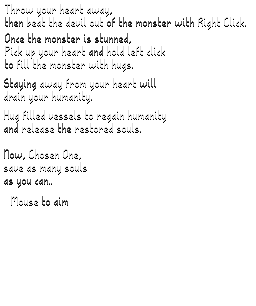 Throw your heart away,
then beat the devil out of the monster with Right Click.
Once the monster is stunned,
Pick up your heart and hold left click
to fill the monster with hugs.
Staying away from your heart will
drain your humanity.
Hug filled vessels to regain humanity
and release the restored souls.
Now, Chosen One,
save as many souls
as you can..
Mouse to aim